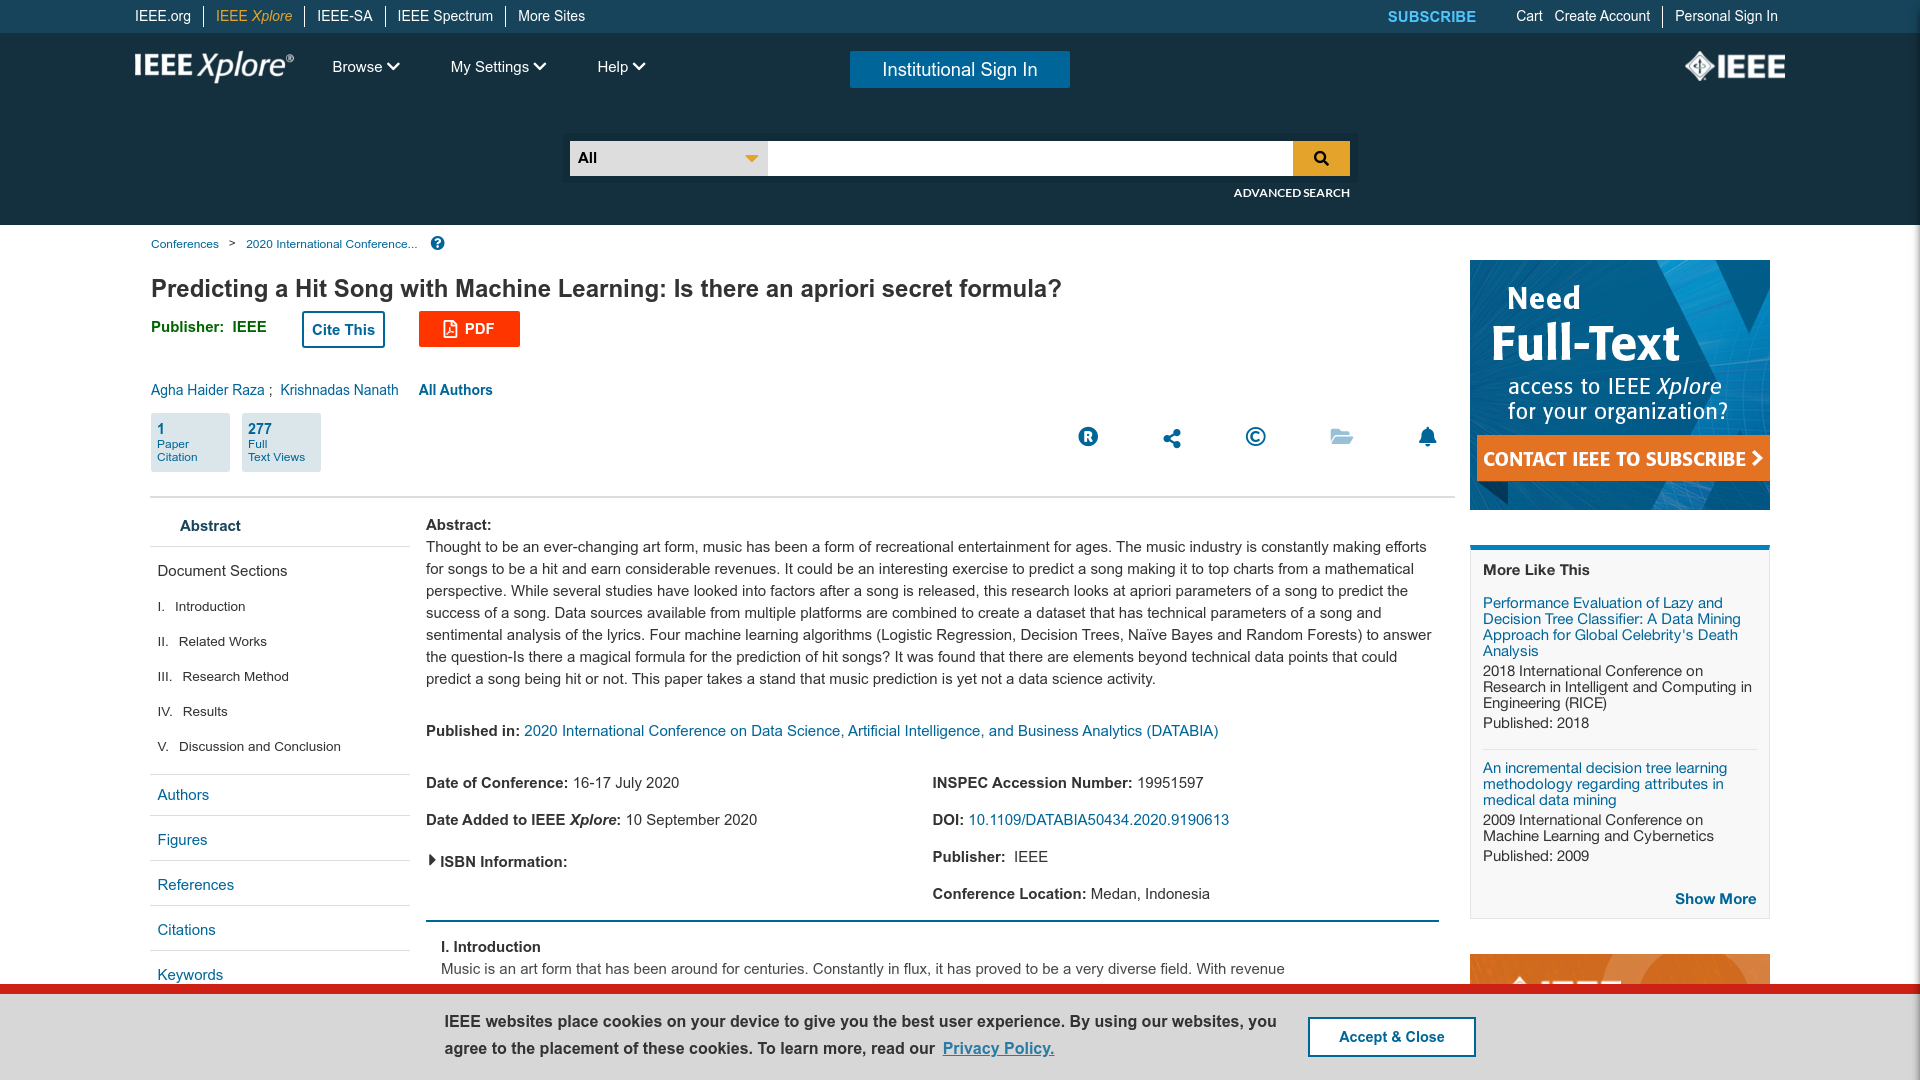 IEEE.org
IEEE Xplore
IEEE-SA
IEEE Spectrum
More Sites
SUBSCRIBE
Cart
Create Account
Personal Sign In
IEEE Xplore®
Browse
My Settings
Help
Institutional Sign In
IEEE
All
ADVANCED SEARCH
Conferences > 2020 International Conference...
Predicting a Hit Song with Machine Learning: Is there an apriori secret formula?
Publisher: IEEE
Cite This
PDF
Agha Haider Raza ; Krishnadas Nanath
All Authors
1
Paper
Citation
277
Full
Text Views
Need
Full-Text
access to IEEE Xplore
for your organization?
CONTACT IEEE TO SUBSCRIBE
Abstract
Document Sections
I. Introduction
II. Related Works
III. Research Method
IV. Results
V. Discussion and Conclusion
Authors
Figures
References
Citations
Keywords
Abstract:
Thought to be an ever-changing art form, music has been a form of recreational entertainment for ages. The music industry is constantly making efforts
for songs to be a hit and earn considerable revenues. It could be an interesting exercise to predict a song making it to top charts from a mathematical
perspective. While several studies have looked into factors after a song is released, this research looks at apriori parameters of a song to predict the
success of a song. Data sources available from multiple platforms are combined to create a dataset that has technical parameters of a song and
sentimental analysis of the lyrics. Four machine learning algorithms (Logistic Regression, Decision Trees, Naïve Bayes and Random Forests) to answer
the question-Is there a magical formula for the prediction of hit songs? It was found that there are elements beyond technical data points that could
predict a song being hit or not. This paper takes a stand that music prediction is yet not a data science activity.
Published in: 2020 International Conference on Data Science, Artificial Intelligence, and Business Analytics (DATABIA)
Date of Conference: 16-17 July 2020
Date Added to IEEE Xplore: 10 September 2020
ISBN Information:
INSPEC Accession Number: 19951597
DOI: 10.1109/DATABIA50434.2020.9190613
Publisher: IEEE
Conference Location: Medan, Indonesia
I. Introduction
Music is an art form that has been around for centuries. Constantly in flux, it has proved to be a very diverse field. With revenue
More Like This
Performance Evaluation of Lazy and
Decision Tree Classifier: A Data Mining
Approach for Global Celebrity's Death
Analysis
2018 International Conference on
Research in Intelligent and Computing in
Engineering (RICE)
Published: 2018
An incremental decision tree learning
methodology regarding attributes in
medical data mining
2009 International Conference on
Machine Learning and Cybernetics
Published: 2009
Show More
IEEE websites place cookies on your device to give you the best user experience. By using our websites, you
agree to the placement of these cookies. To learn more, read our Privacy Policy.
Accept & Close